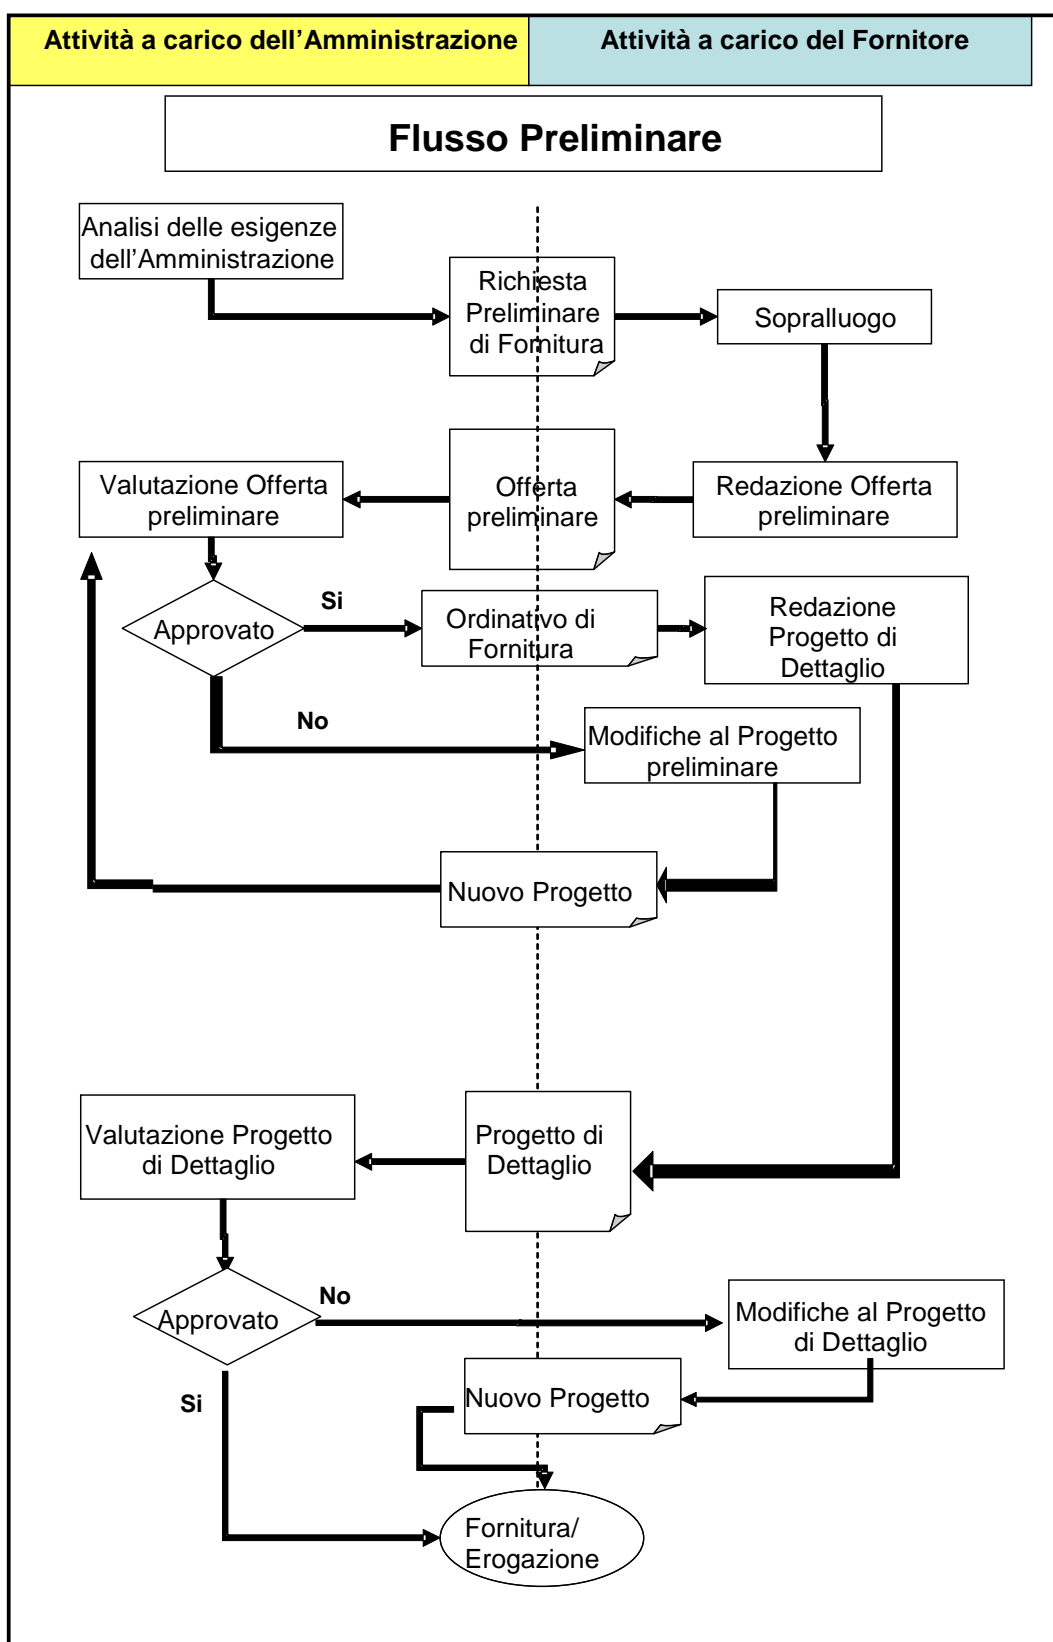 Attività a carico dell’Amministrazione
Attività a carico del Fornitore
Flusso Preliminare
Analisi delle esigenze
dell’Amministrazione
Richiesta
Preliminare
di Fornitura
Sopralluogo
Valutazione Offerta
preliminare
Offerta
preliminare
Redazione Offerta
preliminare
Approvato
Si
Ordinativo di
Fornitura
Redazione
Progetto di
Dettaglio
No
Modifiche al Progetto
preliminare
Nuovo Progetto
Valutazione Progetto
di Dettaglio
Progetto di
Dettaglio
Approvato
No
Modifiche al Progetto
di Dettaglio
Si
Nuovo Progetto
Fornitura/
Erogazione